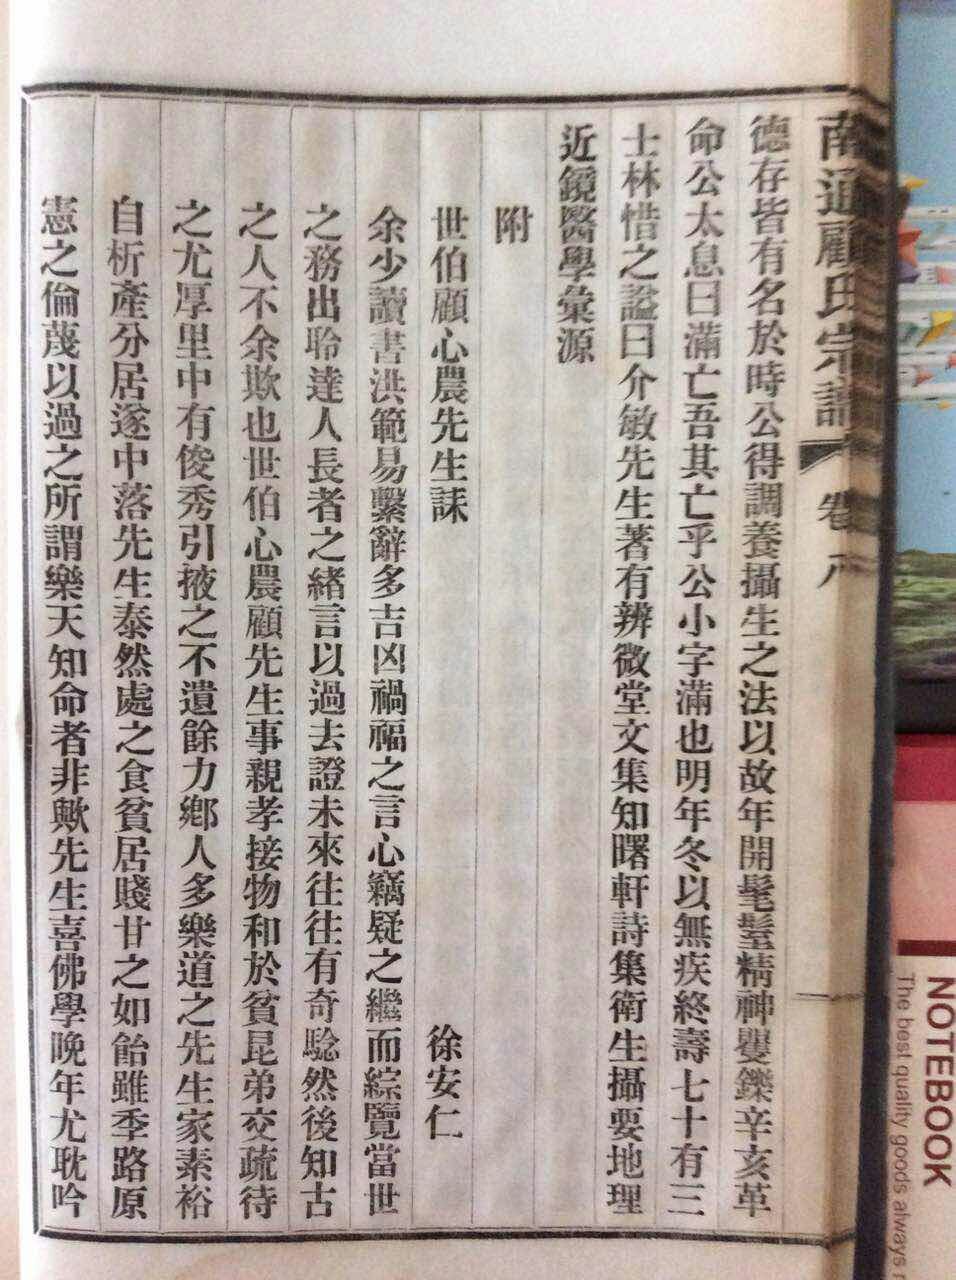 南通顧氏宗譜 卷八
德存皆有名於時公得調養攝生之法以故年開髦耋精神矍鑠辛亥革
命公太息曰滿亡吾其亡乎公小字滿也明年冬以無疾終壽七十有三
士林惜之諡曰介敏先生著有辨微堂文集知曙軒詩集衛生攝要地理
近鏡醫學彙源
附
世伯顧心農先生誄 徐安仁
余少讀書洪範易繫辭多吉凶禍福之言心竊疑之繼而綜覽當世
之務出聆達人長者之緒言以過去證未來往往有奇騐然後知古
之人不余欺也世伯心農顧先生事親孝接物和於貧昆弟交疏待
之尤厚里中有俊秀引掖之不遺餘力鄉人多樂道之先生家素裕
自析產分居遂中落先生泰然處之食貧居賤甘之如飴雖季路原
憲之倫蔑以過之所謂樂天知命者非歟先生喜佛學晚年尤耽吟
NOTEBOOK
The best quality goods always